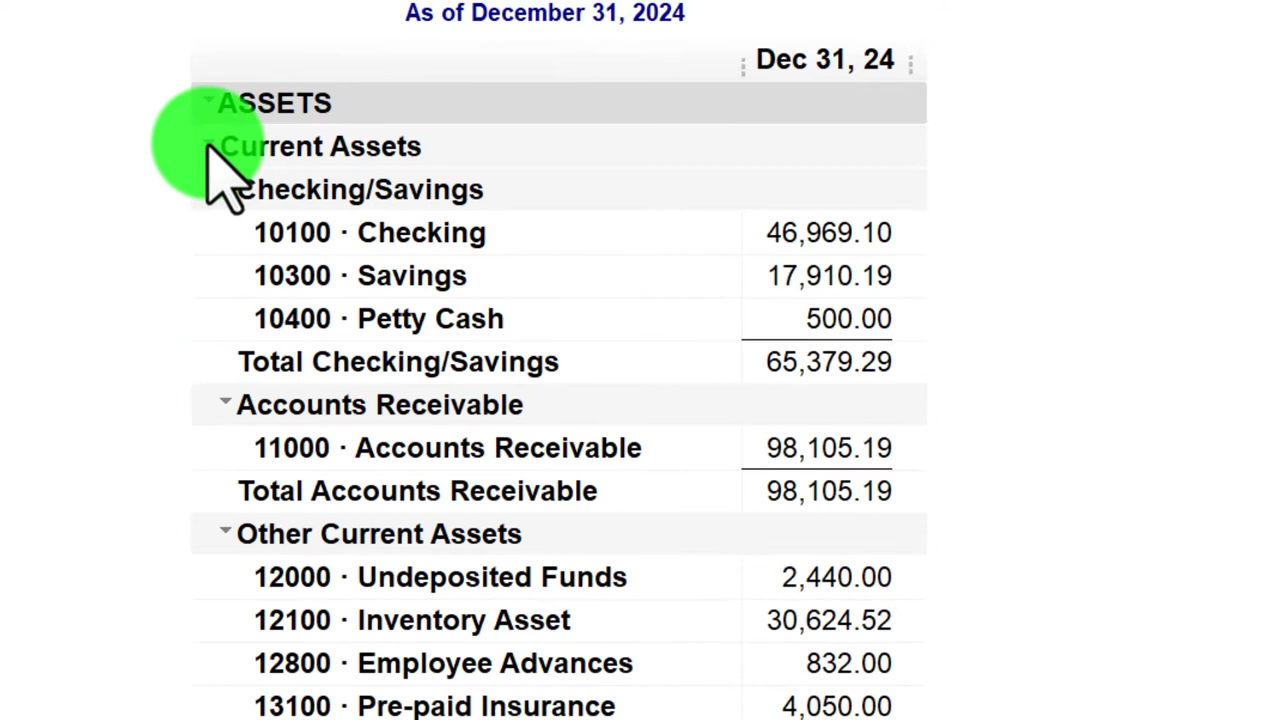 As of December 31, 2024
Dec 31, 24
ASSETS
Current Assets
Checking/Savings
10100 · Checking 46,969.10
10300 · Savings 17,910.19
10400 · Petty Cash 500.00
Total Checking/Savings 65,379.29
Accounts Receivable
11000 · Accounts Receivable 98,105.19
Total Accounts Receivable 98,105.19
Other Current Assets
12000 · Undeposited Funds 2,440.00
12100 · Inventory Asset 30,624.52
12800 · Employee Advances 832.00
13100 · Pre-paid Insurance 4,050.00